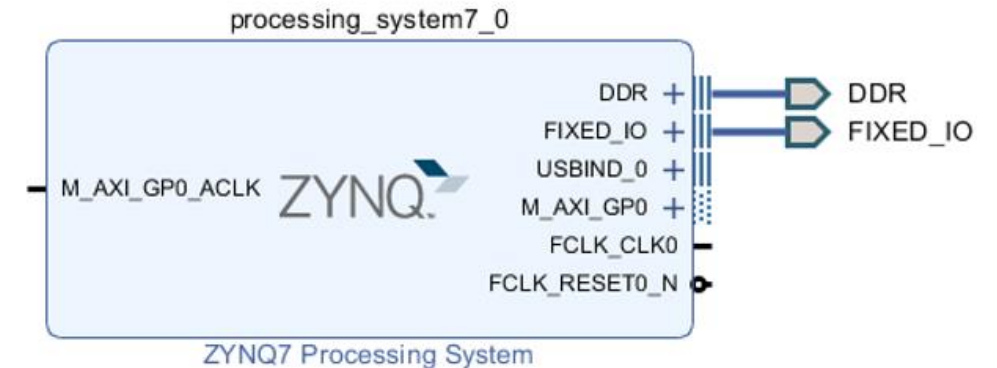 processing_system7_0
DDR
DDR
FIXED_IO
FIXED_IO
USBIND_0
M_AXI_GP0_ACLK
ZYNQ.
M_AXI_GP0
FCLK_CLK0
FCLK_RESET0_N
ZYNQ7 Processing System